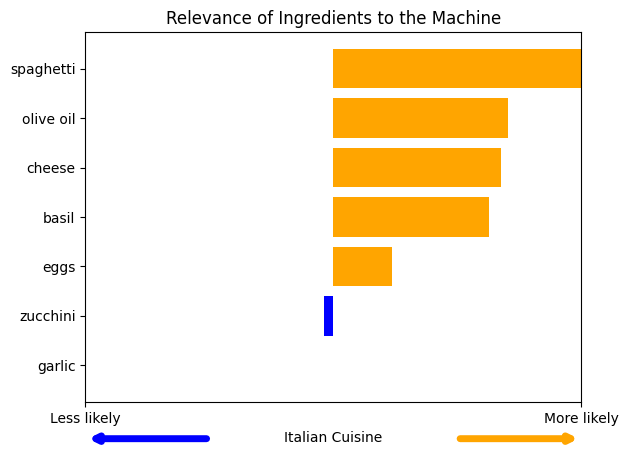 Relevance of Ingredients to the Machine
spaghetti
olive oil
cheese
basil
eggs
zucchini
garlic
Less likely
More likely
Italian Cuisine